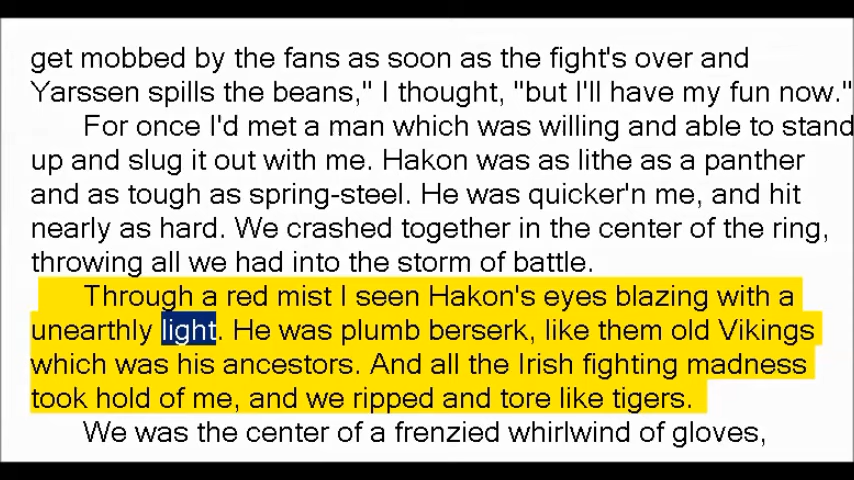 get mobbed by the fans as soon as the fight's over and
Yarssen spills the beans," I thought, "but I'll have my fun now."
For once I'd met a man which was willing and able to stand
up and slug it out with me. Hakon was as lithe as a panther
and as tough as spring-steel. He was quicker'n me, and hit
nearly as hard. We crashed together in the center of the ring,
throwing all we had into the storm of battle.
Through a red mist I seen Hakon's eyes blazing with a
unearthly light. He was plumb berserk, like them old Vikings
which was his ancestors. And all the Irish fighting madness
took hold of me, and we ripped and tore like tigers.
We was the center of a frenzied whirlwind of gloves,